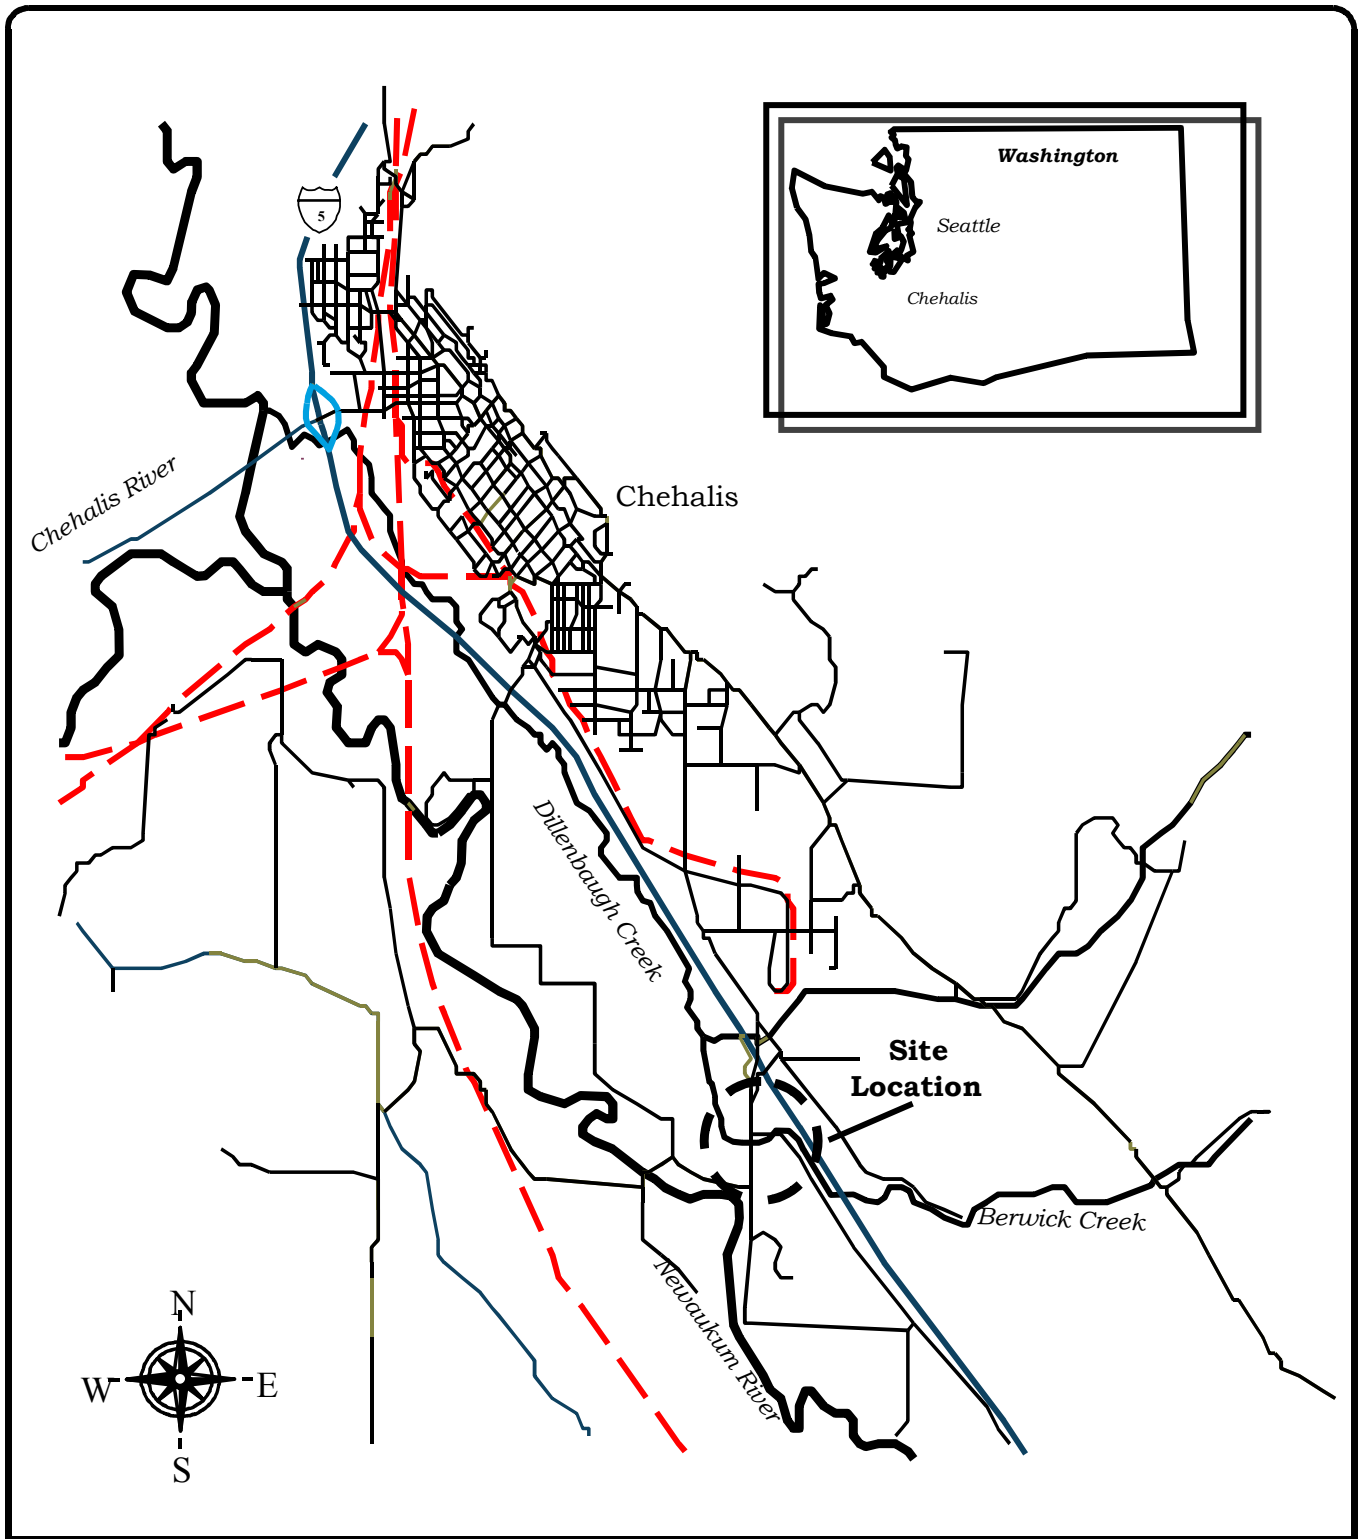 Washington
5
Seattle
Chehalis
Chehalis River
Chehalis
Dillenbaugh Creek
Site
Location
Berwick Creek
Newaukum River
N
W
E
S